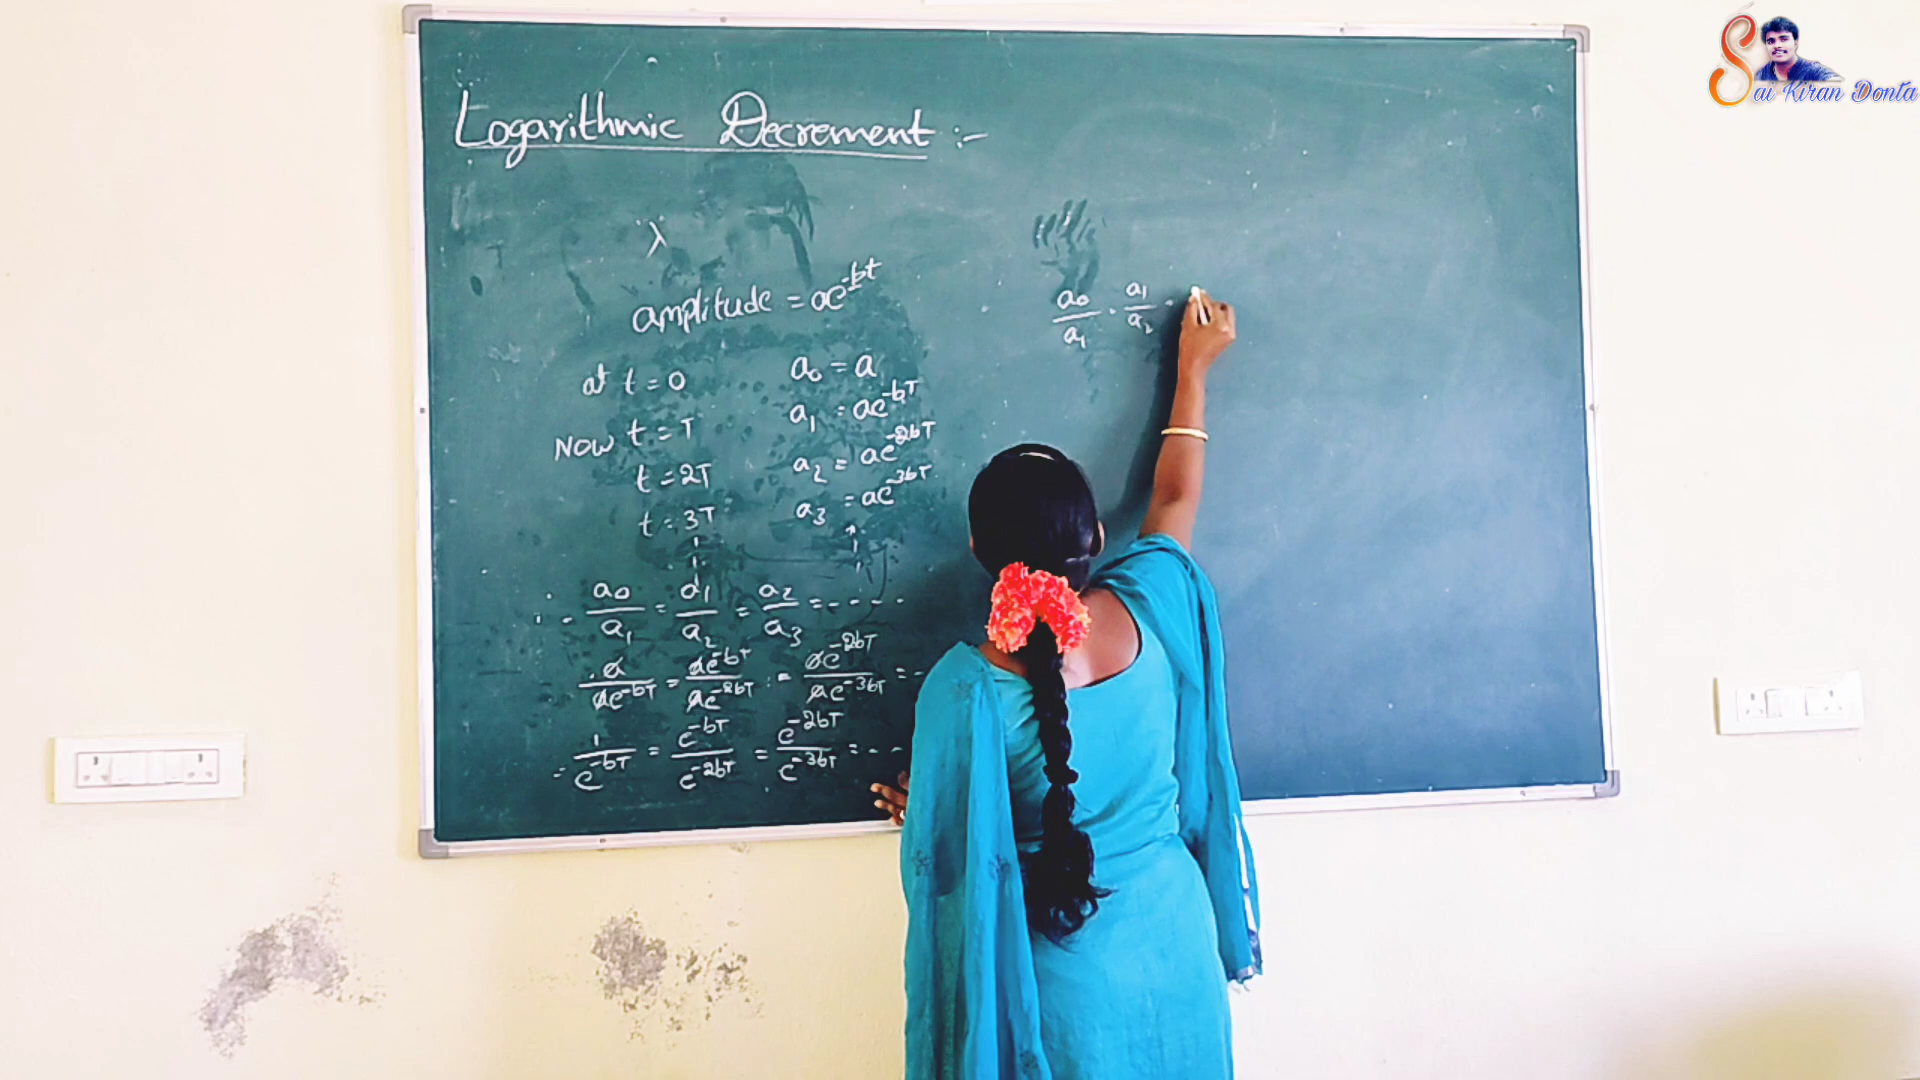 Logarithmic Decrement :-
λ
amplitude = ae^-bt
at t = 0 a₀ = a
NOW t = T a₁ = ae^-bT
t = 2T a₂ = ae^-2bT
t = 3T a₃ = ae^-3bT
∴ a₀/a₁ = a₁/a₂ = a₂/a₃ = - - - -
a/ae^-bT = ae^-bT/ae^-2bT = ae^-2bT/ae^-3bT = -
1/e^-bT = e^-bT/e^-2bT = e^-2bT/e^-3bT = - -
a₀/a₁ · a₁/a₂ ·
Sai Kiran Donta